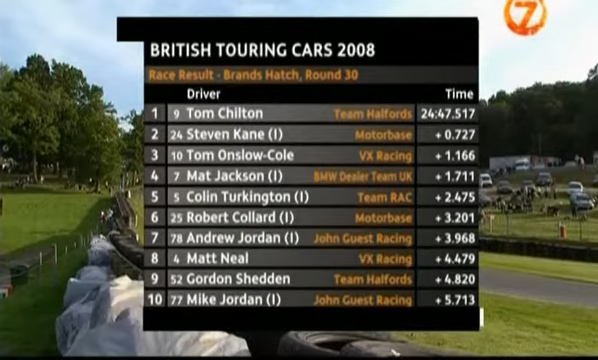 7
BRITISH TOURING CARS 2008
Race Result - Brands Hatch, Round 30
Driver Time
1 9 Tom Chilton Team Halfords 24:47.517
2 24 Steven Kane (I) Motorbase + 0.727
3 10 Tom Onslow-Cole VX Racing + 1.166
4 7 Mat Jackson (I) BMW Dealer Team UK + 1.711
5 5 Colin Turkington (I) Team RAC + 2.475
6 25 Robert Collard (I) Motorbase + 3.201
7 78 Andrew Jordan (I) John Guest Racing + 3.968
8 4 Matt Neal VX Racing + 4.479
9 52 Gordon Shedden Team Halfords + 4.820
10 77 Mike Jordan (I) John Guest Racing + 5.713